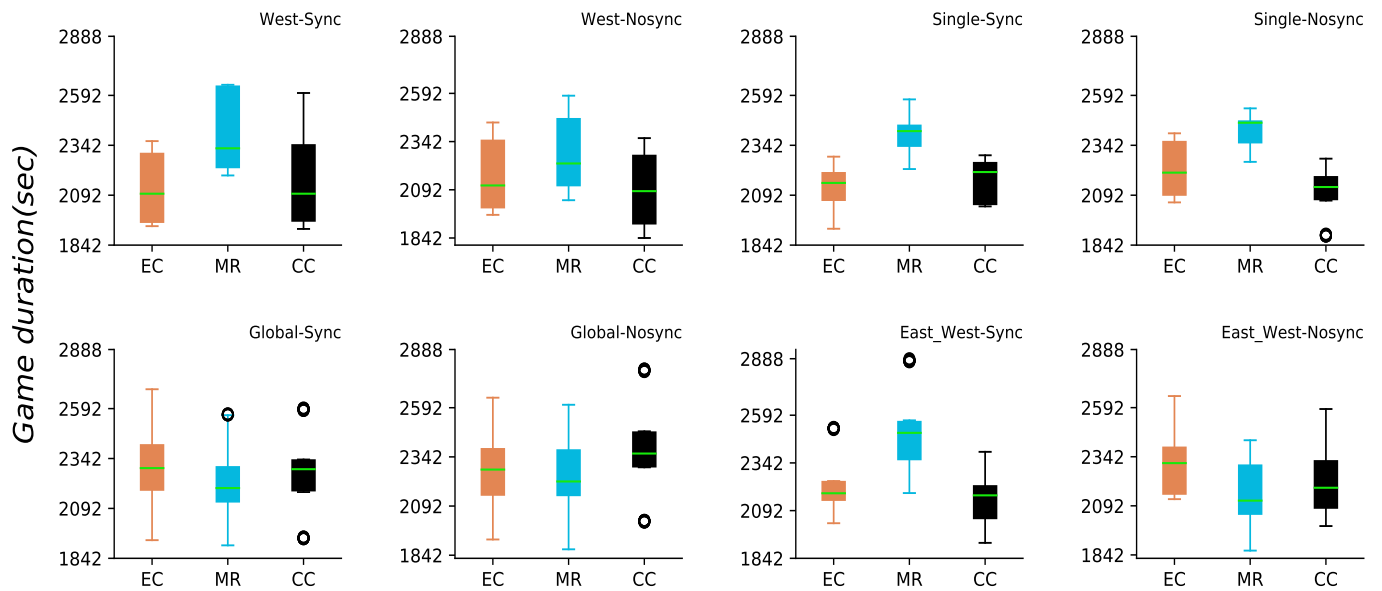 Game duration(sec)
West-Sync
2888
2592
2342
2092
1842
EC MR CC
West-Nosync
2888
2592
2342
2092
1842
EC MR CC
Single-Sync
2888
2592
2342
2092
1842
EC MR CC
Single-Nosync
2888
2592
2342
2092
1842
EC MR CC
Global-Sync
2888
2592
2342
2092
1842
EC MR CC
Global-Nosync
2888
2592
2342
2092
1842
EC MR CC
East_West-Sync
2888
2592
2342
2092
1842
EC MR CC
East_West-Nosync
2888
2592
2342
2092
1842
EC MR CC